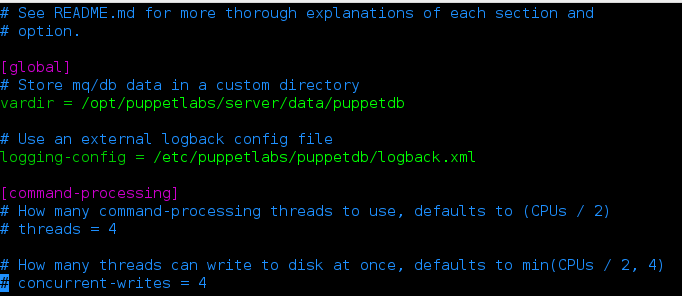 # See README.md for more thorough explanations of each section and
# option.
[global]
# Store mq/db data in a custom directory
vardir = /opt/puppetlabs/server/data/puppetdb
# Use an external logback config file
logging-config = /etc/puppetlabs/puppetdb/logback.xml
[command-processing]
# How many command-processing threads to use, defaults to (CPUs / 2)
# threads = 4
# How many threads can write to disk at once, defaults to min(CPUs / 2, 4)
# concurrent-writes = 4